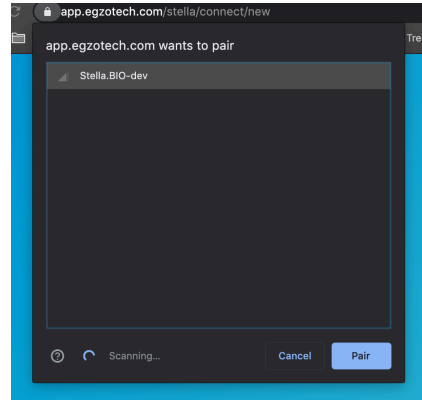 app.egzotech.com/stella/connect/new
app.egzotech.com wants to pair
Tre
Stella.BIO-dev
Scanning...
Cancel
Pair